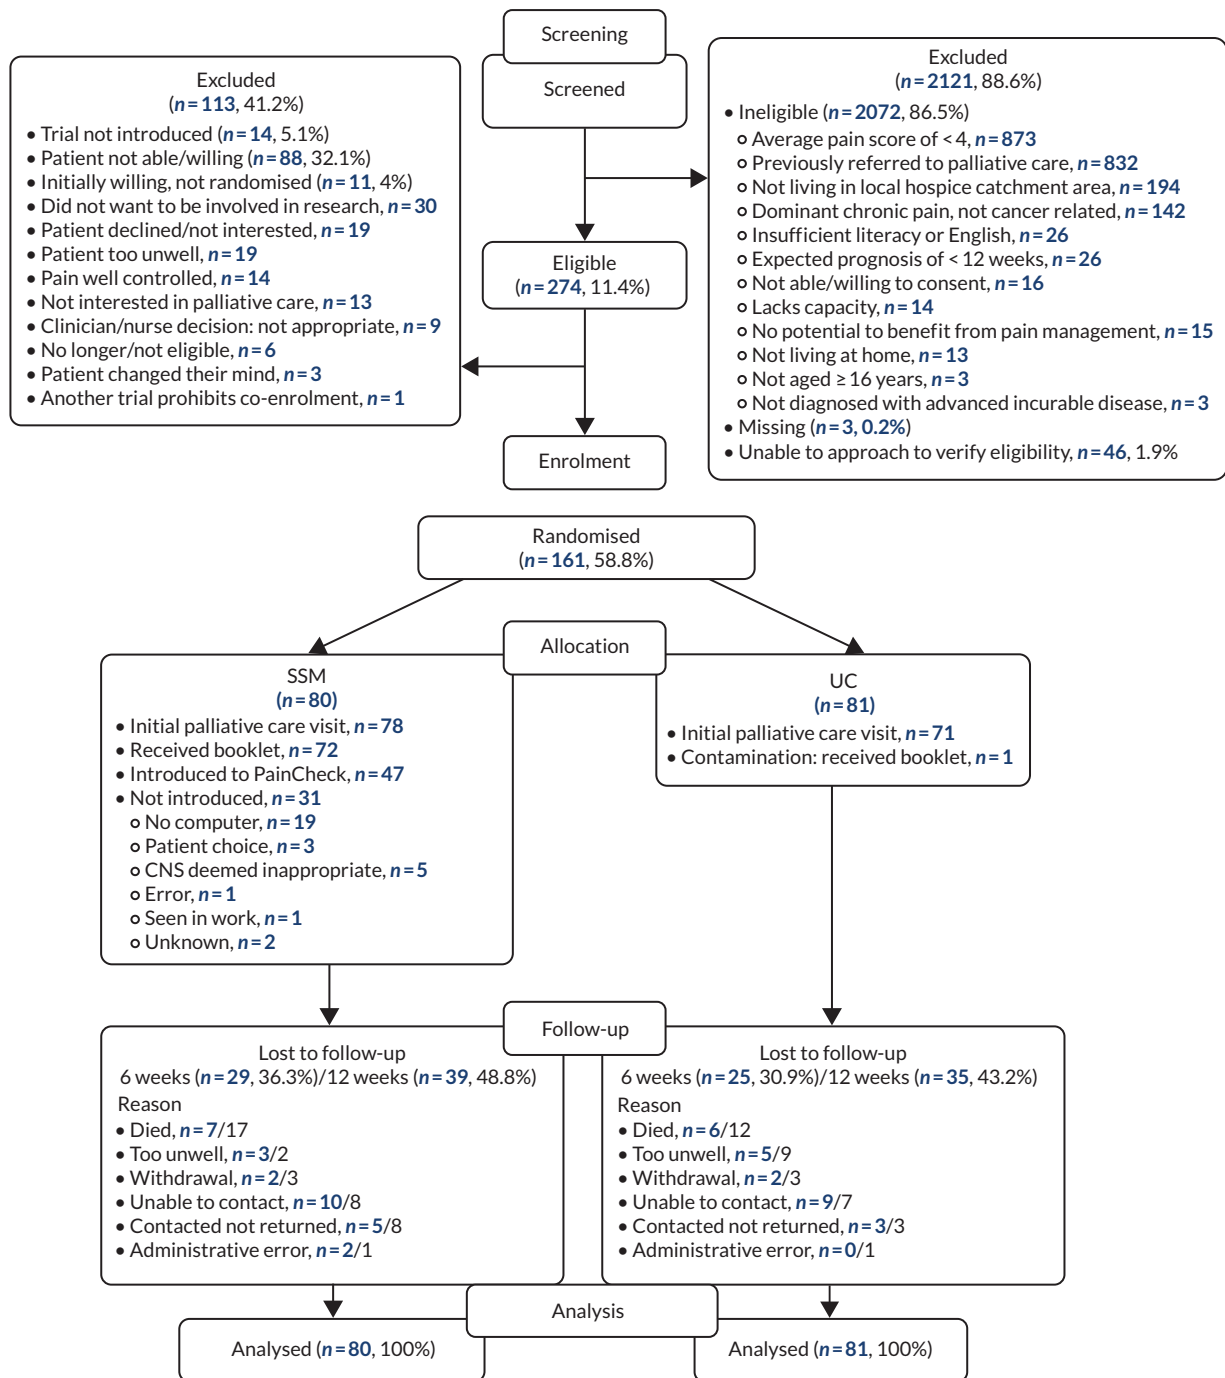 Screening
Screened
Excluded
(n=113, 41.2%)
• Trial not introduced (n=14, 5.1%)
• Patient not able/willing (n=88, 32.1%)
• Initially willing, not randomised (n=11, 4%)
• Did not want to be involved in research, n=30
• Patient declined/not interested, n=19
• Patient too unwell, n=19
• Pain well controlled, n=14
• Not interested in palliative care, n=13
• Clinician/nurse decision: not appropriate, n=9
• No longer/not eligible, n=6
• Patient changed their mind, n=3
• Another trial prohibits co-enrolment, n=1
Excluded
(n=2121, 88.6%)
• Ineligible (n=2072, 86.5%)
○ Average pain score of <4, n=873
○ Previously referred to palliative care, n=832
○ Not living in local hospice catchment area, n=194
○ Dominant chronic pain, not cancer related, n=142
○ Insufficient literacy or English, n=26
○ Expected prognosis of <12 weeks, n=26
○ Not able/willing to consent, n=16
○ Lacks capacity, n=14
○ No potential to benefit from pain management, n=15
○ Not living at home, n=13
○ Not aged ≥16 years, n=3
○ Not diagnosed with advanced incurable disease, n=3
• Missing (n=3, 0.2%)
• Unable to approach to verify eligibility, n=46, 1.9%
Eligible
(n=274, 11.4%)
Enrolment
Randomised
(n=161, 58.8%)
Allocation
SSM
(n=80)
• Initial palliative care visit, n=78
• Received booklet, n=72
• Introduced to PainCheck, n=47
• Not introduced, n=31
○ No computer, n=19
○ Patient choice, n=3
○ CNS deemed inappropriate, n=5
○ Error, n=1
○ Seen in work, n=1
○ Unknown, n=2
UC
(n=81)
• Initial palliative care visit, n=71
• Contamination: received booklet, n=1
Follow-up
Lost to follow-up
6 weeks (n=29, 36.3%)/12 weeks (n=39, 48.8%)
Reason
• Died, n=7/17
• Too unwell, n=3/2
• Withdrawal, n=2/3
• Unable to contact, n=10/8
• Contacted not returned, n=5/8
• Administrative error, n=2/1
Lost to follow-up
6 weeks (n=25, 30.9%)/12 weeks (n=35, 43.2%)
Reason
• Died, n=6/12
• Too unwell, n=5/9
• Withdrawal, n=2/3
• Unable to contact, n=9/7
• Contacted not returned, n=3/3
• Administrative error, n=0/1
Analysis
Analysed (n=80, 100%)
Analysed (n=81, 100%)